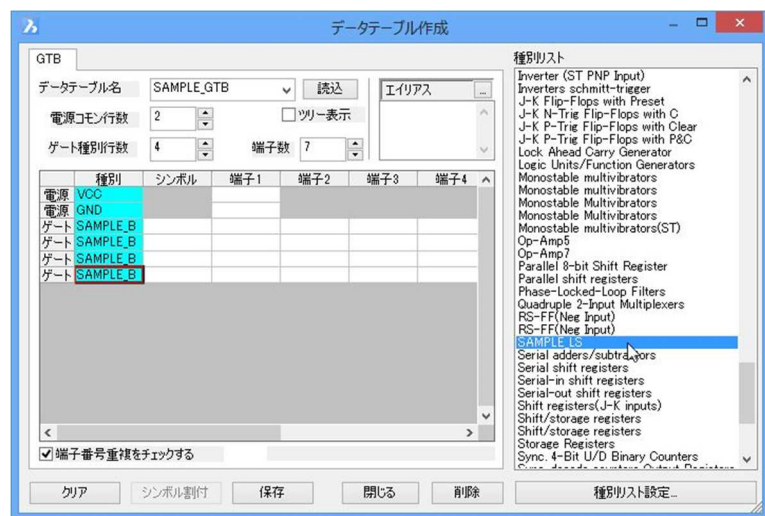 データテーブル作成
GTB
データテーブル名 SAMPLE_GTB 読込 エイリアス ...
電源コモン行数 2 ツリー表示
ゲート種別行数 4 端子数 7
種別 シンボル 端子1 端子2 端子3 端子4
電源 VCC
電源 GND
ゲート SAMPLE_B
ゲート SAMPLE_B
ゲート SAMPLE_B
ゲート SAMPLE_B
端子番号重複をチェックする
クリア シンボル割付 保存 閉じる 削除
種別リスト
Inverter (ST PNP Input)
Inverters schmitt-trigger
J-K Flip-Flops with Preset
J-K N-Trig Flip-Flops with C
J-K P-Trig Flip-Flops with Clear
J-K P-Trig Flip-Flops with P&C
Lock Ahead Carry Generator
Logic Units/Function Generators
Monostable multivibrators
Monostable multivibrators
Monostable Multivibrators
Monostable Multivibrators
Monostable multivibrators(ST)
Op-Amp5
Op-Amp7
Parallel 8-bit Shift Register
Parallel shift registers
Phase-Locked-Loop Filters
Quadruple 2-Input Multiplexers
RS-FF(Neg Input)
RS-FF(Neg Input)
SAMPLE_LS
Serial adders/subtractors
Serial shift registers
Serial-in shift registers
Serial-out shift registers
Shift registers(J-K inputs)
Shift/storage registers
Shift/storage registers
Storage Registers
Sync. 4-Bit U/D Binary Counters
種別リスト設定...